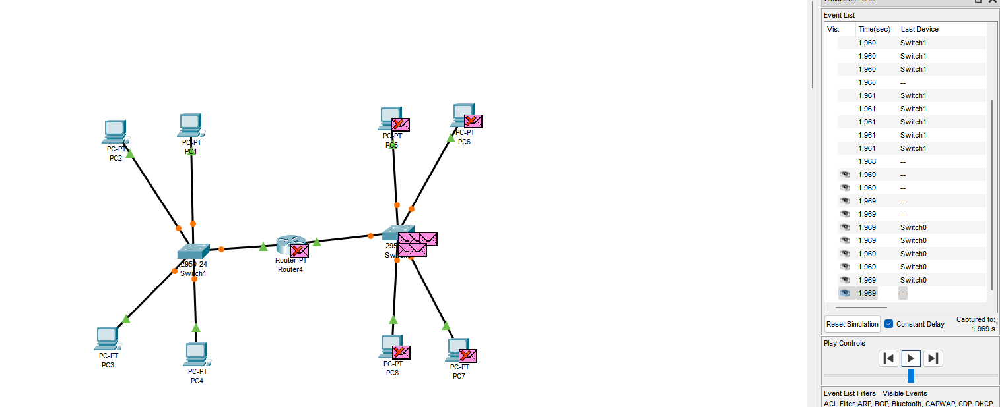 Simulation Panel
Event List
Vis. Time(sec) Last Device
1.960 Switch1
1.960 Switch1
1.960 Switch1
1.960 --
1.961 Switch1
1.961 Switch1
1.961 Switch1
1.961 Switch1
1.961 Switch1
1.968 --
1.969 --
1.969 --
1.969 --
1.969 --
1.969 Switch0
1.969 Switch0
1.969 Switch0
1.969 Switch0
1.969 Switch0
1.969 --
Reset Simulation Constant Delay Captured to:
1.969 s
Play Controls
Event List Filters - Visible Events
ACL Filter, ARP, BGP, Bluetooth, CAPWAP, CDP, DHCP,
PC-PT
PC2
PC-PT
PC1
PC-PT
PC5
PC-PT
PC6
2950-24
Switch1
Router-PT
Router4
PC-PT
PC3
PC-PT
PC4
PC-PT
PC8
PC-PT
PC7